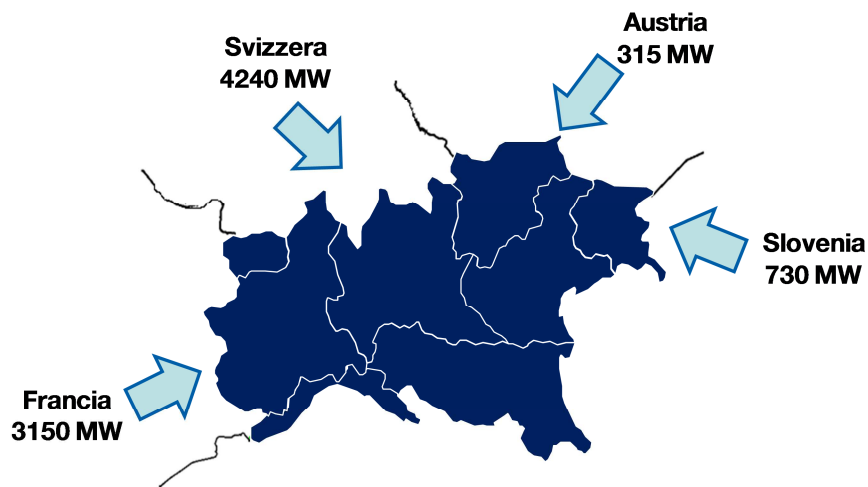 Austria
315 MW
Svizzera
4240 MW
Slovenia
730 MW
Francia
3150 MW